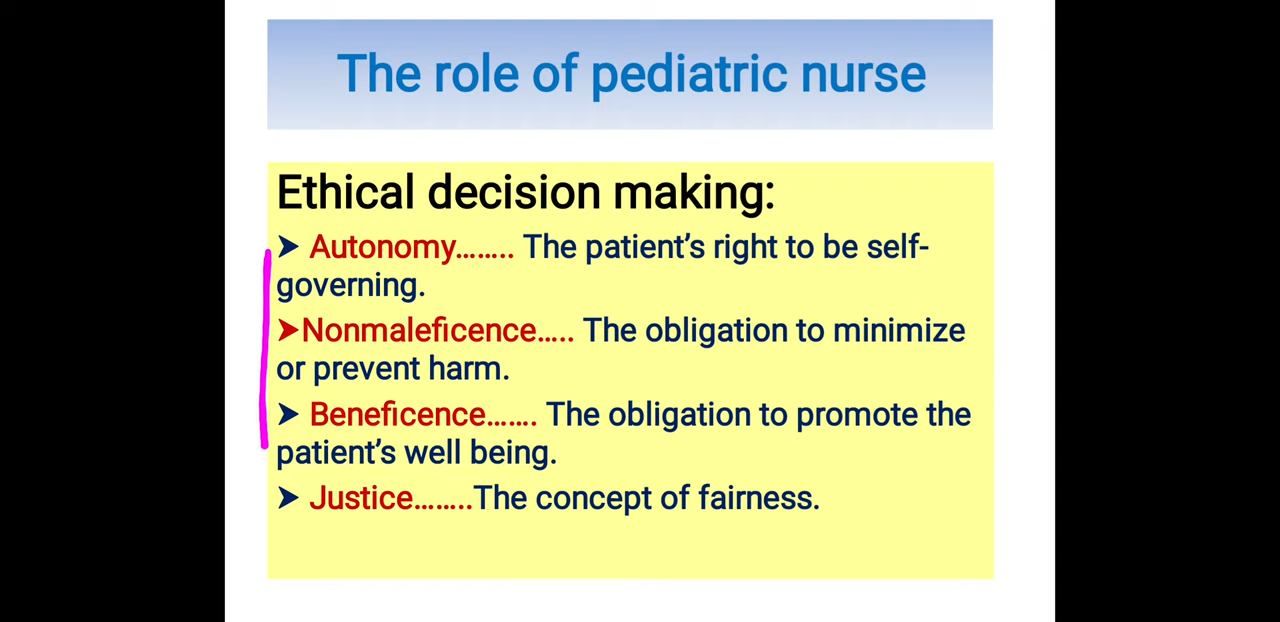 The role of pediatric nurse
Ethical decision making:
➤ Autonomy…….. The patient’s right to be self-
governing.
➤Nonmaleficence….. The obligation to minimize
or prevent harm.
➤ Beneficence……. The obligation to promote the
patient’s well being.
➤ Justice……..The concept of fairness.